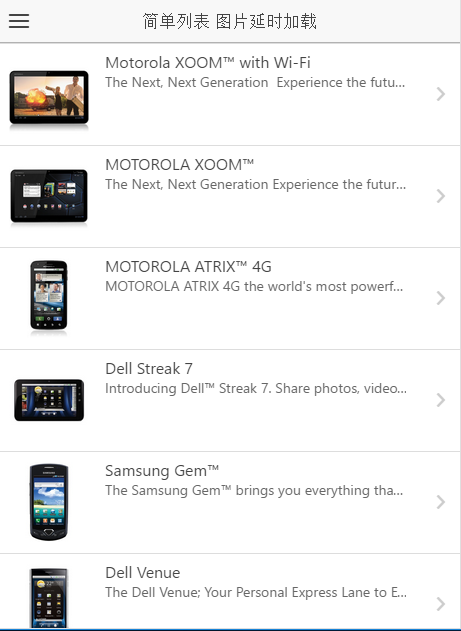 简单列表 图片延时加载
Motorola XOOM™ with Wi-Fi
The Next, Next Generation  Experience the futu...
MOTOROLA XOOM™
The Next, Next Generation Experience the futur...
MOTOROLA ATRIX™ 4G
MOTOROLA ATRIX 4G the world's most powerf...
Dell Streak 7
Introducing Dell™ Streak 7. Share photos, video...
Samsung Gem™
The Samsung Gem™ brings you everything tha...
Dell Venue
The Dell Venue; Your Personal Express Lane to E...